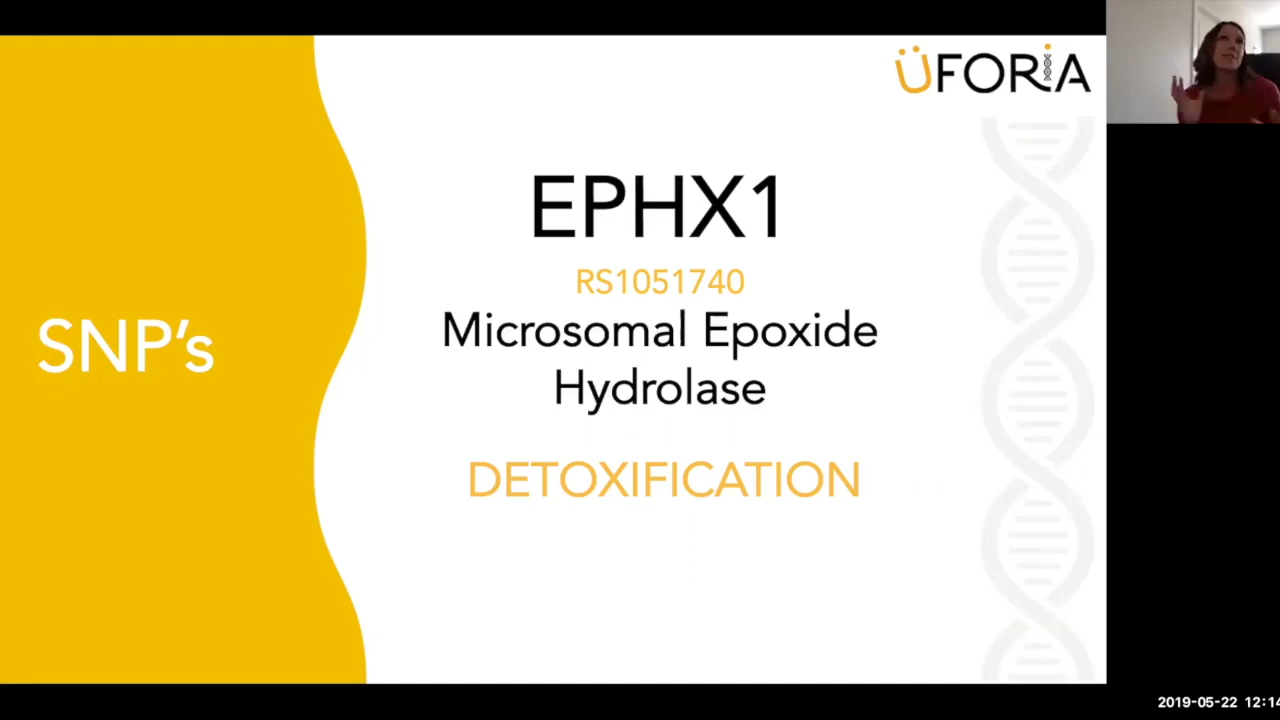 ÜFORiA
SNP's
EPHX1
RS1051740
Microsomal Epoxide
Hydrolase
DETOXIFICATION
2019-05-22 12:14